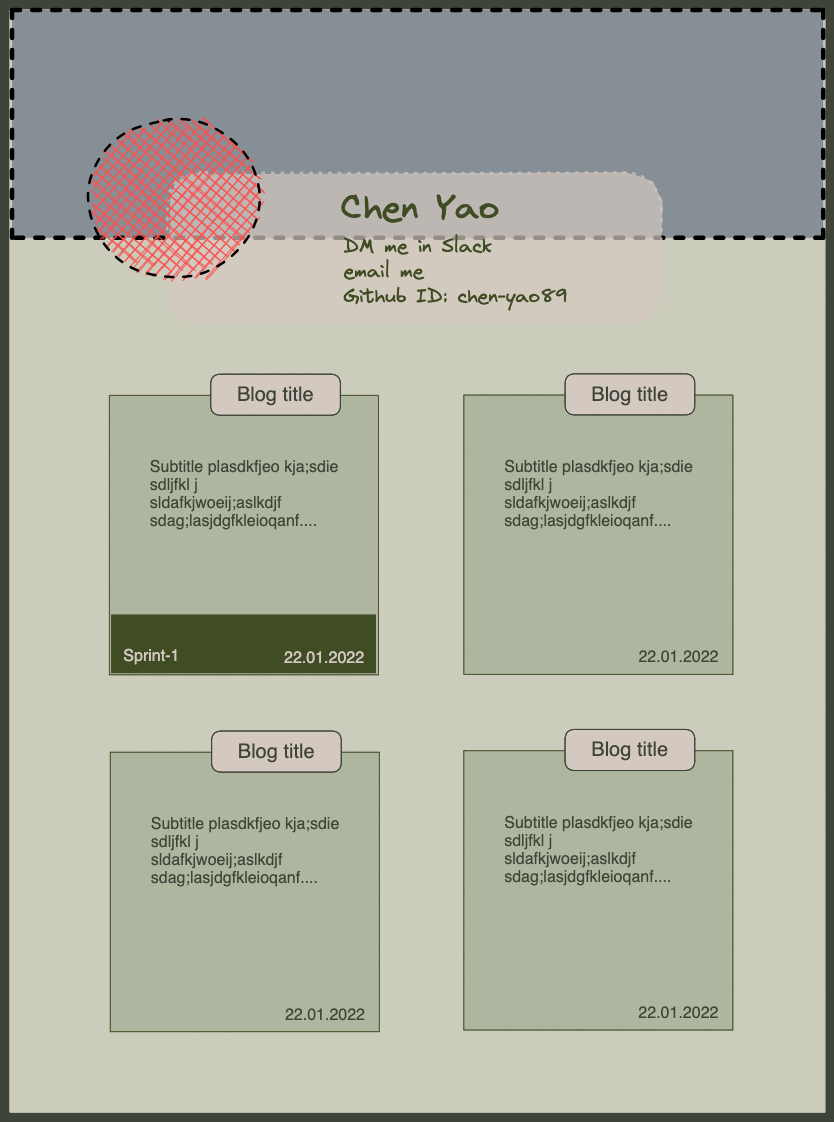 Chen Yao
DM me in Slack
email me
Github ID: chen-yao89
Blog title
Subtitle plasdkfjeo kja;sdie
sdljfkl j
sldafkjwoeij;aslkdjf
sdag;lasjdgfkleioqanf....
Sprint-1 22.01.2022
Blog title
Subtitle plasdkfjeo kja;sdie
sdljfkl j
sldafkjwoeij;aslkdjf
sdag;lasjdgfkleioqanf....
22.01.2022
Blog title
Subtitle plasdkfjeo kja;sdie
sdljfkl j
sldafkjwoeij;aslkdjf
sdag;lasjdgfkleioqanf....
22.01.2022
Blog title
Subtitle plasdkfjeo kja;sdie
sdljfkl j
sldafkjwoeij;aslkdjf
sdag;lasjdgfkleioqanf....
22.01.2022